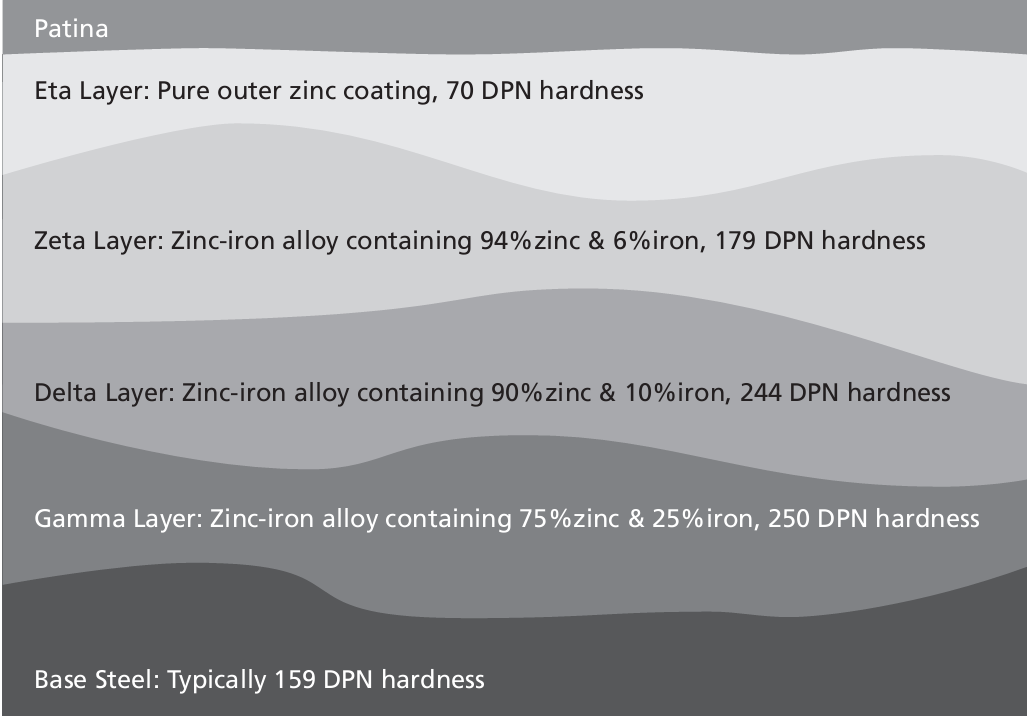 Patina
Eta Layer: Pure outer zinc coating, 70 DPN hardness
Zeta Layer: Zinc-iron alloy containing 94%zinc & 6%iron, 179 DPN hardness
Delta Layer: Zinc-iron alloy containing 90%zinc & 10%iron, 244 DPN hardness
Gamma Layer: Zinc-iron alloy containing 75%zinc & 25%iron, 250 DPN hardness
Base Steel: Typically 159 DPN hardness